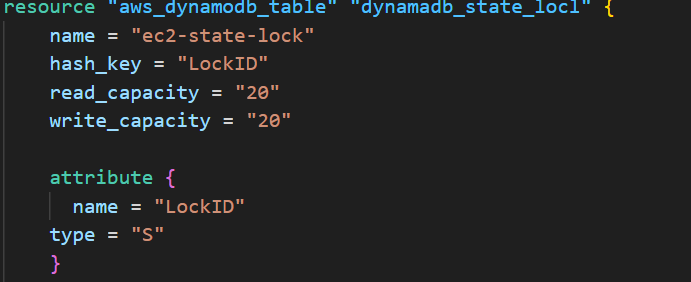 resource "aws_dynamodb_table" "dynamadb_state_locl" {
name = "ec2-state-lock"
hash_key = "LockID"
read_capacity = "20"
write_capacity = "20"
attribute {
name = "LockID"
type = "S"
}